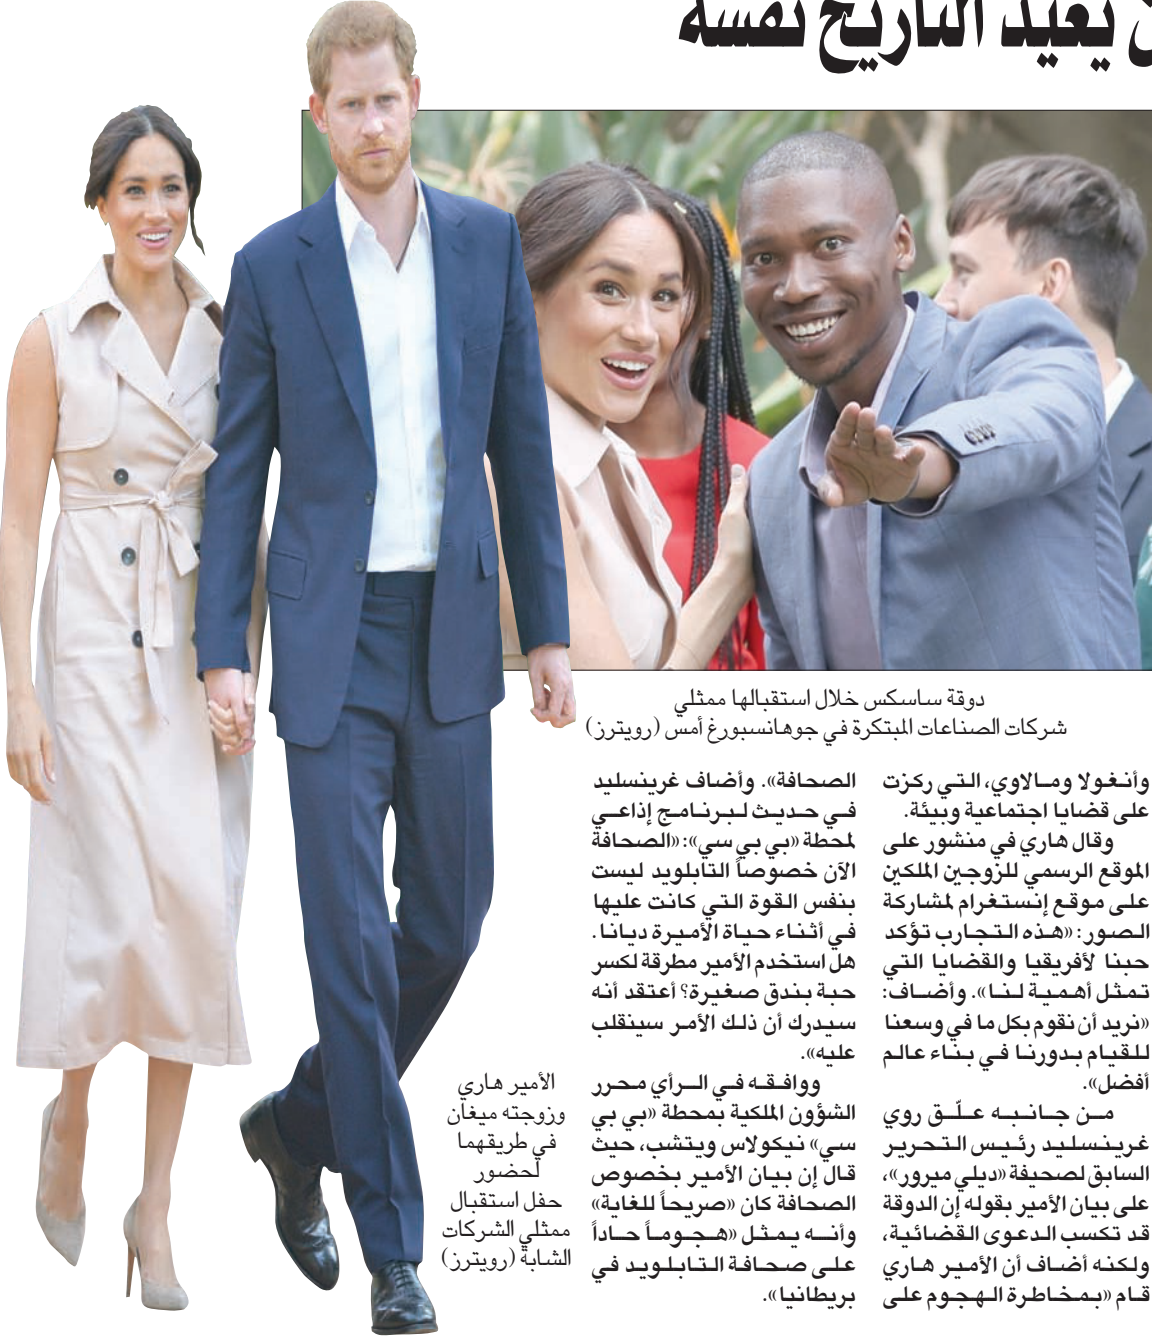 يعيد التاريخ نفسه
دوقة ساسكس خلال استقبالها ممثلي
شركات الصناعات المبتكرة في جوهانسبورغ أمس (رويترز)
وأنغولا ومالاوي، التي ركزت
على قضايا اجتماعية وبيئة.
وقال هاري في منشور على
الموقع الرسمي للزوجين الملكين
على موقع إنستغرام لمشاركة
الصور: «هذه التجارب تؤكد
حبنا لأفريقيا والقضايا التي
تمثل أهمية لنا». وأضاف:
«نريد أن نقوم بكل ما في وسعنا
للقيام بدورنا في بناء عالم
أفضل».
من جانبه علّق روي
غرينسليد رئيس التحرير
السابق لصحيفة «ديلي ميرور»،
على بيان الأمير بقوله إن الدوقة
قد تكسب الدعوى القضائية،
ولكنه أضاف أن الأمير هاري
قام «بمخاطرة الهجوم على
الصحافة». وأضاف غرينسليد
في حديث لبرنامج إذاعي
لمحطة «بي بي سي»: «الصحافة
الآن خصوصاً التابلويد ليست
بنفس القوة التي كانت عليها
في أثناء حياة الأميرة ديانا.
هل استخدم الأمير مطرقة لكسر
حبة بندق صغيرة؟ أعتقد أنه
سيدرك أن ذلك الأمر سينقلب
عليه».
ووافقه في الرأي محرر
الشؤون الملكية بمحطة «بي بي
سي» نيكولاس ويتشب، حيث
قال إن بيان الأمير بخصوص
الصحافة كان «صريحاً للغاية»
وأنه يمثل «هجوماً حاداً
على صحافة التابلويد في
بريطانيا».
الأمير هاري
وزوجته ميغان
في طريقهما
لحضور
حفل استقبال
ممثلي الشركات
الشابة (رويترز)